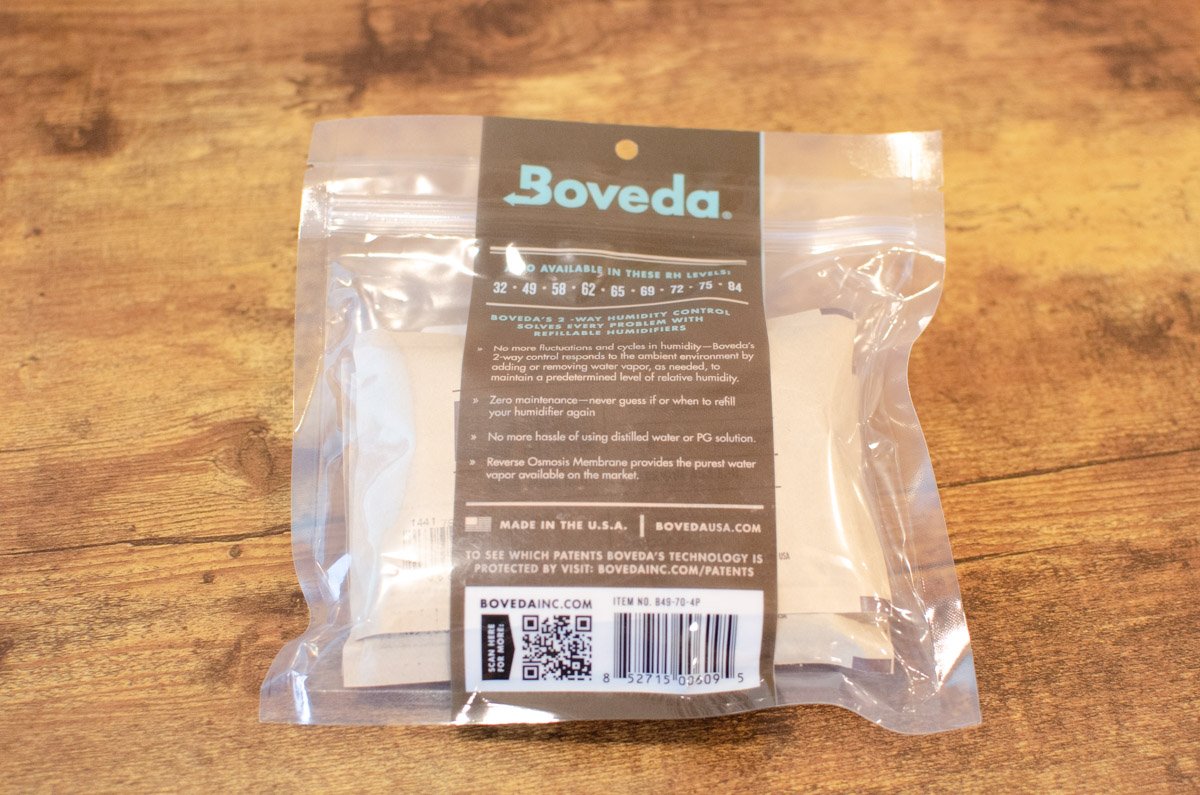 Boveda®
AVAILABLE IN THESE RH LEVELS:
32 • 49 • 58 • 62 • 65 • 69 • 72 • 75 • 84
BOVEDA'S 2-WAY HUMIDITY CONTROL
SOLVES EVERY PROBLEM WITH
REFILLABLE HUMIDIFIERS
» No more fluctuations and cycles in humidity—Boveda's
2-way control responds to the ambient environment by
adding or removing water vapor, as needed, to
maintain a predetermined level of relative humidity.
» Zero maintenance—never guess if or when to refill
your humidifier again
» No more hassle of using distilled water or PG solution.
» Reverse Osmosis Membrane provides the purest water
vapor available on the market.
MADE IN THE U.S.A. | BOVEDAUSA.COM
TO SEE WHICH PATENTS BOVEDA'S TECHNOLOGY IS
PROTECTED BY VISIT: BOVEDAINC.COM/PATENTS
BOVEDAINC.COM
SCAN HERE
FOR MORE:
ITEM NO. B49-70-4P
8 52715 00609 5
1441
USA